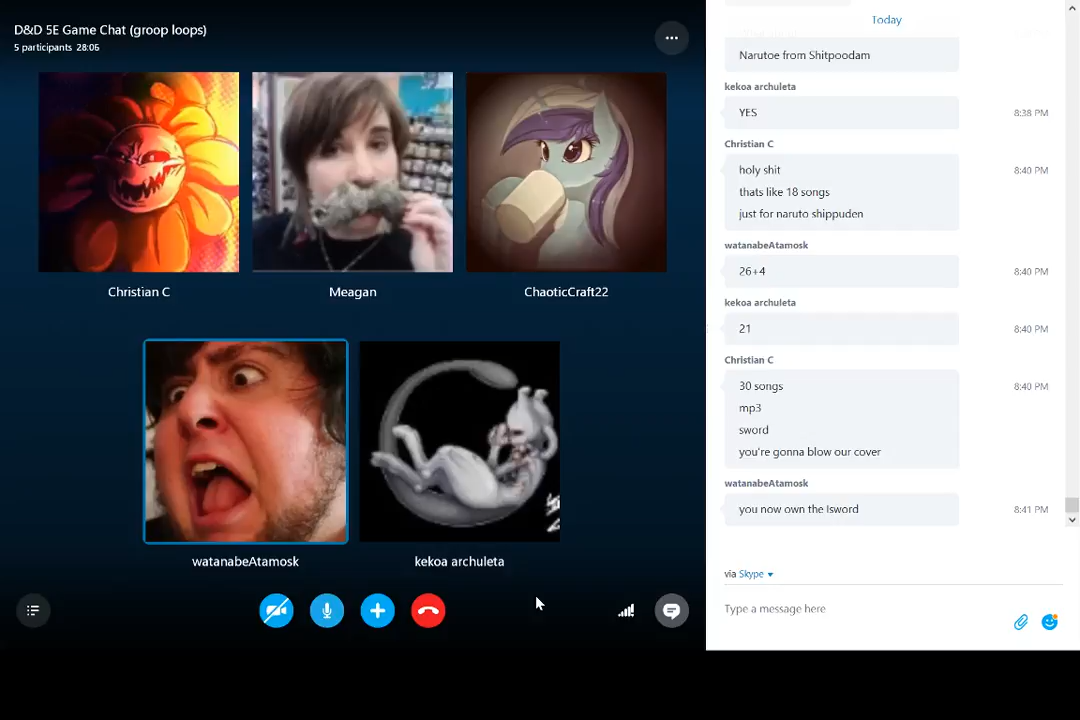 D&D 5E Game Chat (groop loops)
5 participants 28:06
Christian C
Meagan
ChaoticCraft22
watanabeAtamosk
kekoa archuleta
Today
Narutoe from Shitpoodam
kekoa archuleta
YES
8:38 PM
Christian C
holy shit
8:40 PM
thats like 18 songs
just for naruto shippuden
watanabeAtamosk
26+4
8:40 PM
kekoa archuleta
21
8:40 PM
Christian C
30 songs
8:40 PM
mp3
sword
you're gonna blow our cover
watanabeAtamosk
you now own the Isword
8:41 PM
via Skype
Type a message here